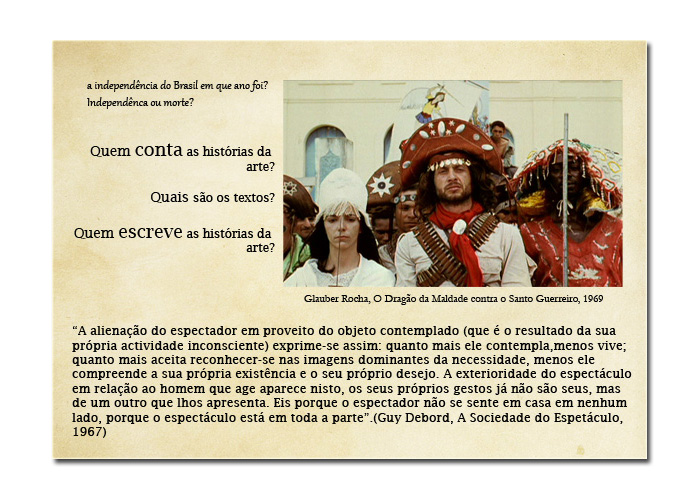 a independência do Brasil em que ano foi?
Independênca ou morte?
Quem conta as histórias da
arte?
Quais são os textos?
Quem escreve as histórias da
arte?
Glauber Rocha, O Dragão da Maldade contra o Santo Guerreiro, 1969
“A alienação do espectador em proveito do objeto contemplado (que é o resultado da sua
própria actividade inconsciente) exprime-se assim: quanto mais ele contempla,menos vive;
quanto mais aceita reconhecer-se nas imagens dominantes da necessidade, menos ele
compreende a sua própria existência e o seu próprio desejo. A exterioridade do espectáculo
em relação ao homem que age aparece nisto, os seus próprios gestos já não são seus, mas
de um outro que lhos apresenta. Eis porque o espectador não se sente em casa em nenhum
lado, porque o espectáculo está em toda a parte”.(Guy Debord, A Sociedade do Espetáculo,
1967)